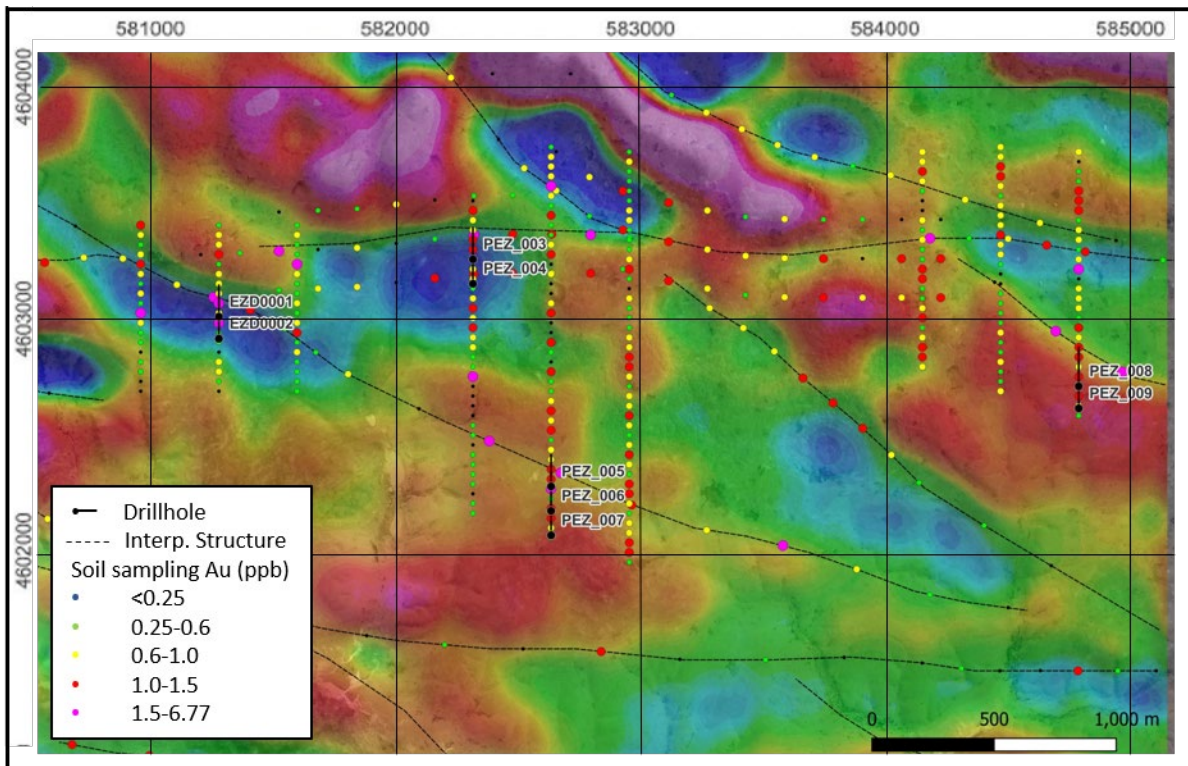 581000 582000 583000 584000 585000
4604000
4603000
4602000
PEZ_003
PEZ_004
EZD0001
EZD0002
PEZ_008
PEZ_009
PEZ_005
PEZ_006
PEZ_007
Drillhole
Interp. Structure
Soil sampling Au (ppb)
<0.25
0.25-0.6
0.6-1.0
1.0-1.5
1.5-6.77
0 500 1,000 m